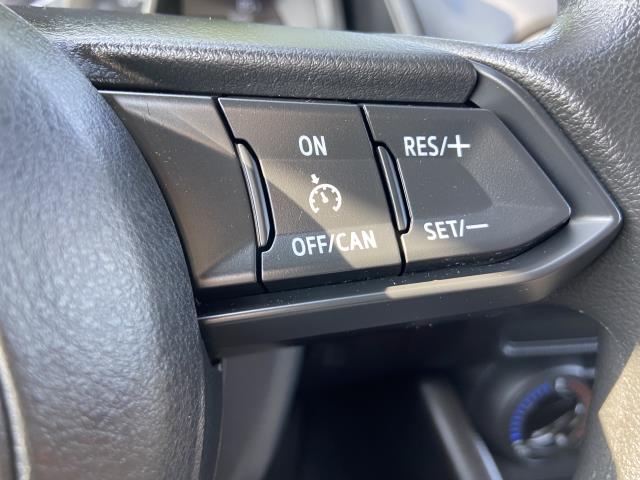 ON
OFF/CAN
RES/+
SET/-